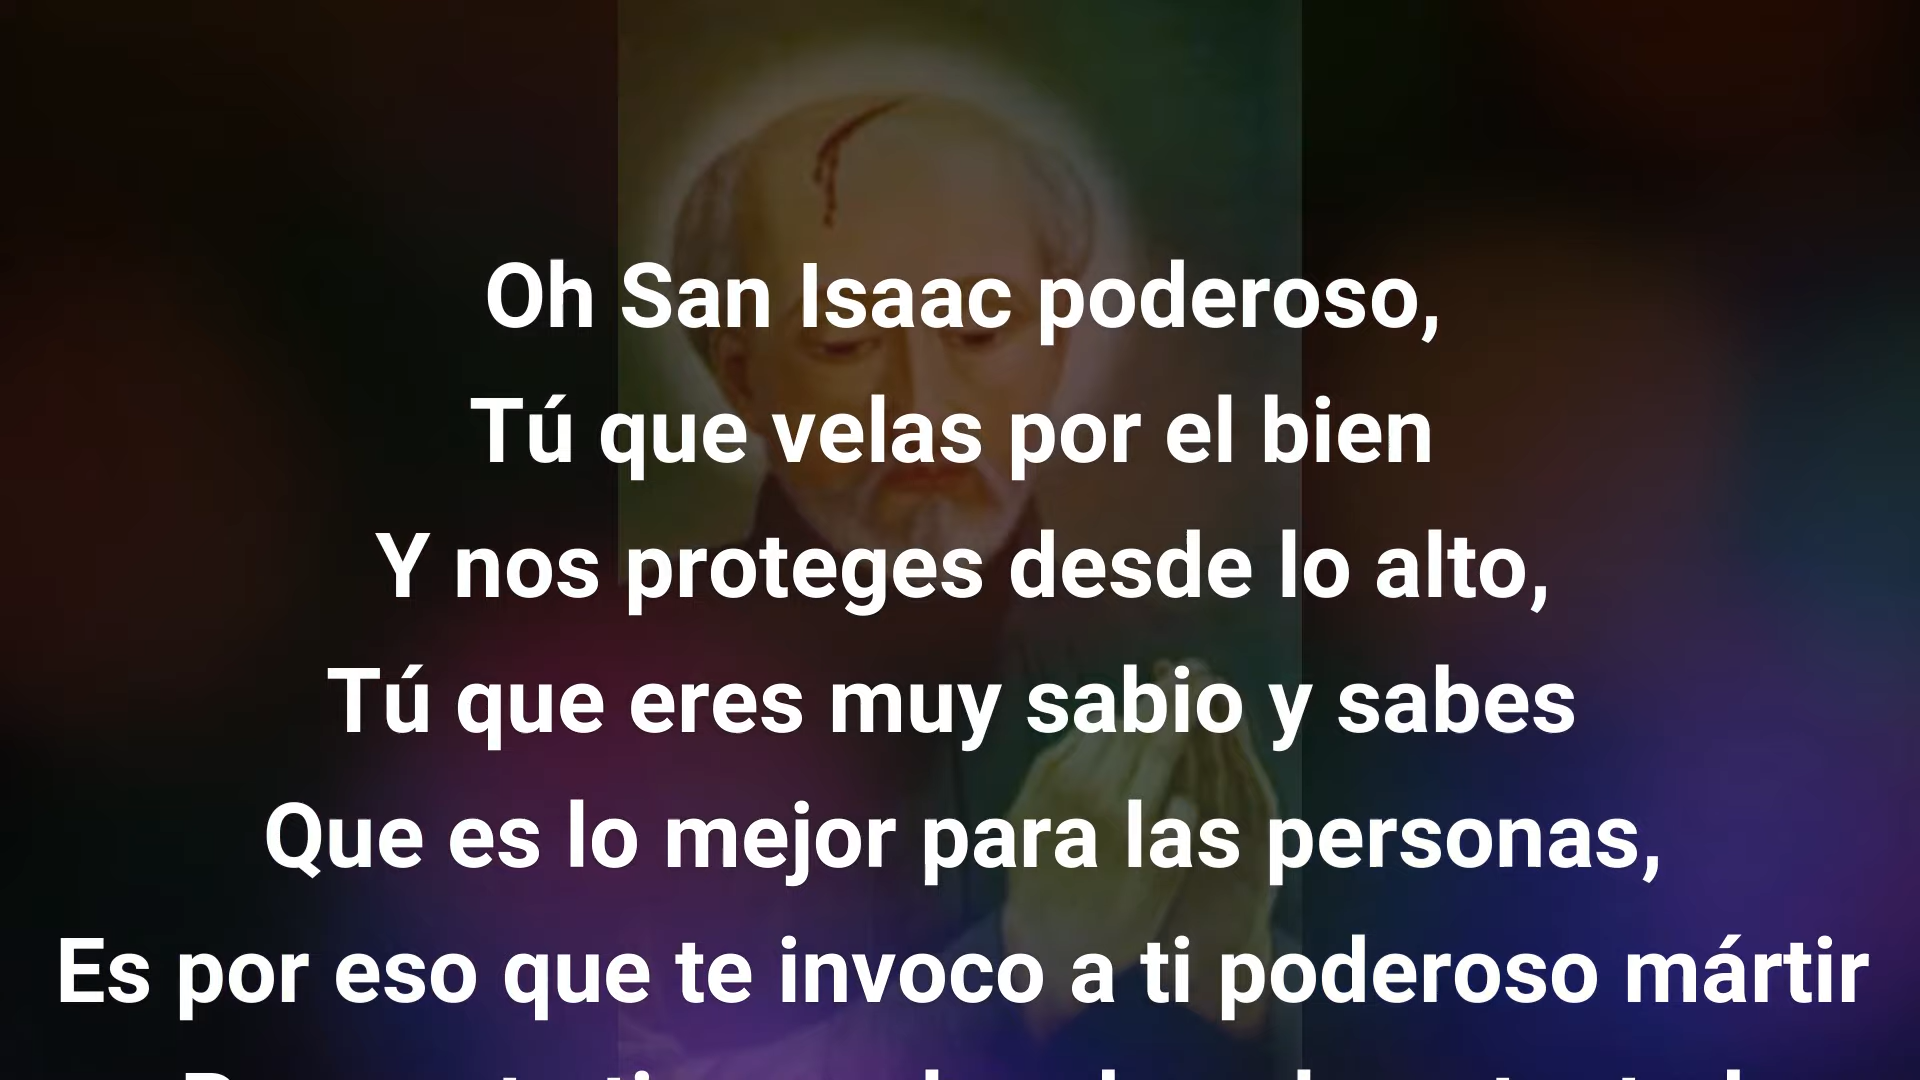 Oh San Isaac poderoso,
Tú que velas por el bien
Y nos proteges desde lo alto,
Tú que eres muy sabio y sabes
Que es lo mejor para las personas,
Es por eso que te invoco a ti poderoso mártir